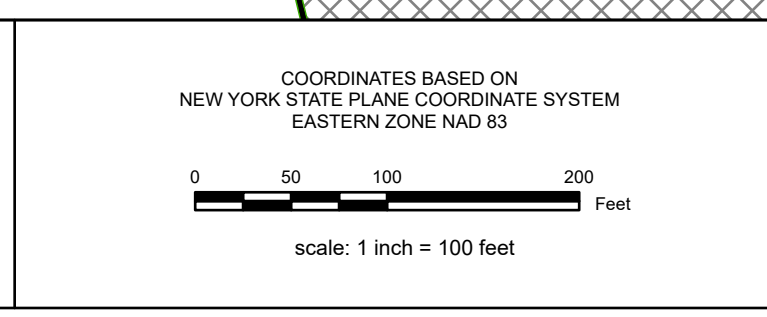 COORDINATES BASED ON
NEW YORK STATE PLANE COORDINATE SYSTEM
EASTERN ZONE NAD 83
0 50 100 200
Feet
scale: 1 inch = 100 feet